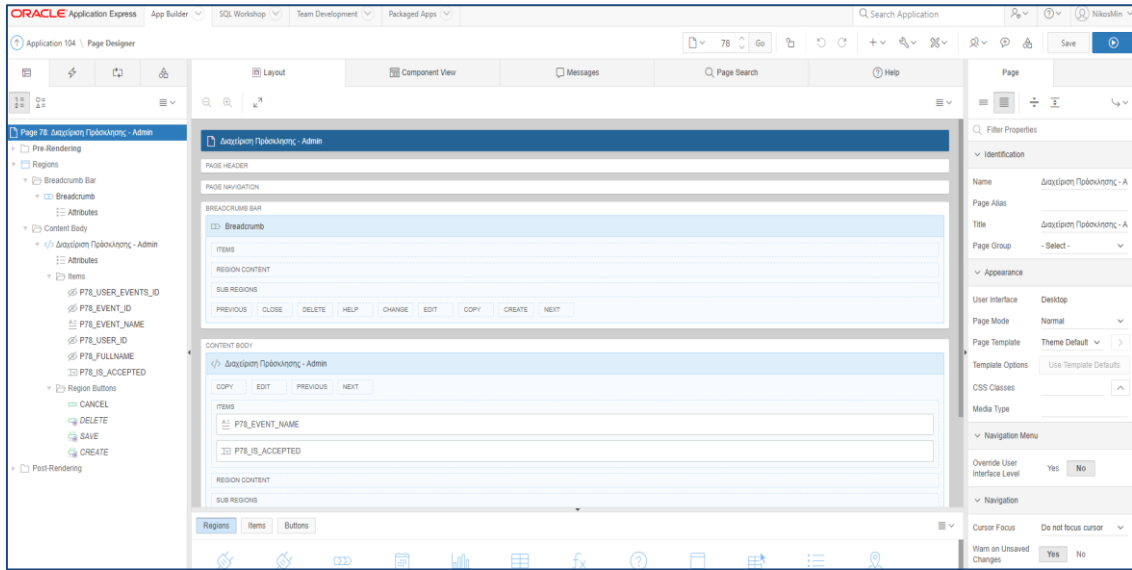 ORACLE Application Express App Builder SQL Workshop Team Development Packaged Apps Search Application NikosMin
Application 104 \ Page Designer 78 Go Save
Layout Component View Messages Page Search Help Page
Page 78: Διαχείριση Πρόσκλησης - Admin
Pre-Rendering
Regions
Breadcrumb Bar
Breadcrumb
Attributes
Content Body
Διαχείριση Πρόσκλησης - Admin
Attributes
Items
P78_USER_EVENTS_ID
P78_EVENT_ID
P78_EVENT_NAME
P78_USER_ID
P78_FULLNAME
P78_IS_ACCEPTED
Region Buttons
CANCEL
DELETE
SAVE
CREATE
Post-Rendering
Διαχείριση Πρόσκλησης - Admin
PAGE HEADER
PAGE NAVIGATION
BREADCRUMB BAR
Breadcrumb
ITEMS
REGION CONTENT
SUB REGIONS
PREVIOUS CLOSE DELETE HELP CHANGE EDIT COPY CREATE NEXT
CONTENT BODY
Διαχείριση Πρόσκλησης - Admin
COPY EDIT PREVIOUS NEXT
ITEMS
P78_EVENT_NAME
P78_IS_ACCEPTED
REGION CONTENT
SUB REGIONS
Regions Items Buttons
Filter Properties
Identification
Name Διαχείριση Πρόσκλησης - A
Page Alias
Title Διαχείριση Πρόσκλησης - A
Page Group - Select -
Appearance
User Interface Desktop
Page Mode Normal
Page Template Theme Default
Template Options Use Template Defaults
CSS Classes
Media Type
Navigation Menu
Override User
Interface Level Yes No
Navigation
Cursor Focus Do not focus cursor
Warn on Unsaved
Changes Yes No